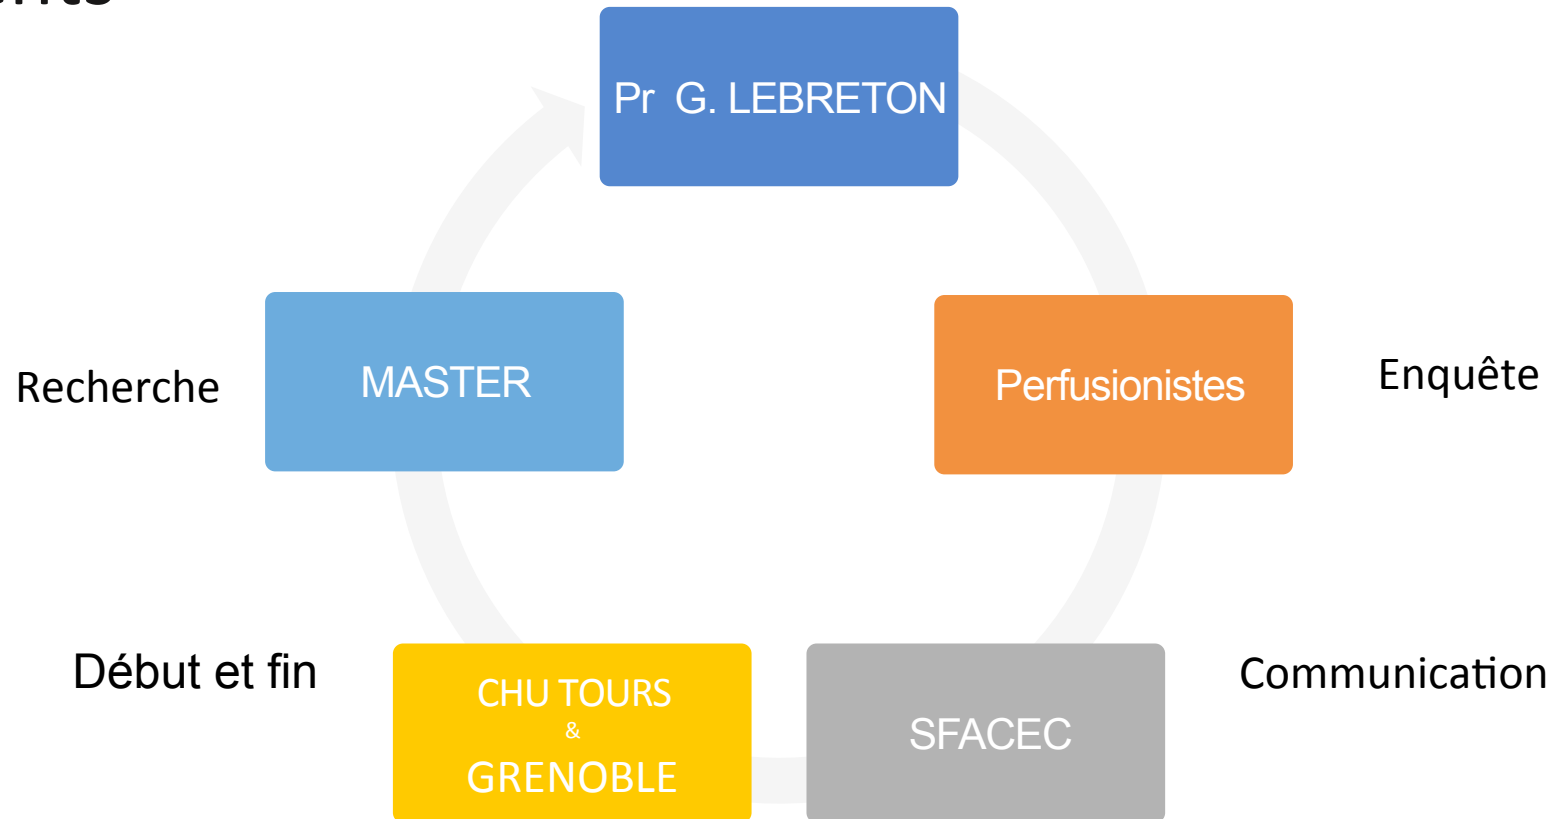 Pr G. LEBRETON
MASTER
Recherche
Perfusionistes
Enquête
Début et fin
CHU TOURS
&
GRENOBLE
SFACEC
Communication